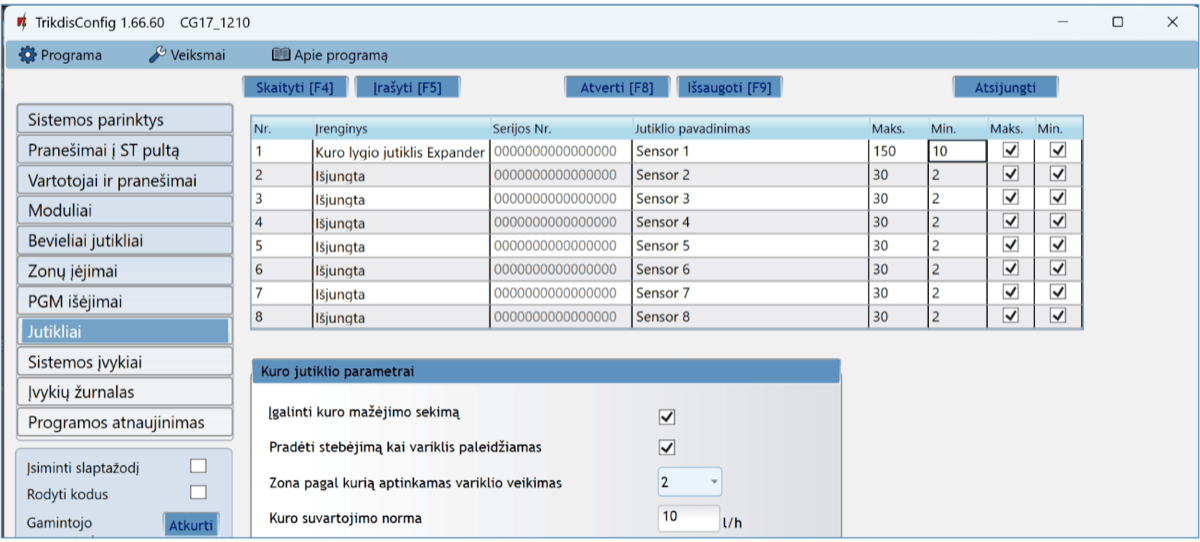 TrikdisConfig 1.66.60 CG17_1210
Programa Veiksmai Apie programą
Skaityti [F4] Įrašyti [F5] Atverti [F8] Išsaugoti [F9] Atsijungti
Sistemos parinktys
Pranešimai į ST pultą
Vartotojai ir pranešimai
Moduliai
Bevieliai jutikliai
Zonų įėjimai
PGM išėjimai
Jutikliai
Sistemos įvykiai
Įvykių žurnalas
Programos atnaujinimas
Įsiminti slaptažodį
Rodyti kodus
Gamintojo
Atkurti
Nr. Įrenginys Serijos Nr. Jutiklio pavadinimas Maks. Min. Maks. Min.
1 Kuro lygio jutiklis Expander 0000000000000000 Sensor 1 150 10
2 Išjungta 0000000000000000 Sensor 2 30 2
3 Išjungta 0000000000000000 Sensor 3 30 2
4 Išjungta 0000000000000000 Sensor 4 30 2
5 Išjungta 0000000000000000 Sensor 5 30 2
6 Išjungta 0000000000000000 Sensor 6 30 2
7 Išjungta 0000000000000000 Sensor 7 30 2
8 Išjungta 0000000000000000 Sensor 8 30 2
Kuro jutiklio parametrai
Įgalinti kuro mažėjimo sekimą
Pradėti stebėjimą kai variklis paleidžiamas
Zona pagal kurią aptinkamas variklio veikimas 2
Kuro suvartojimo norma 10 l/h